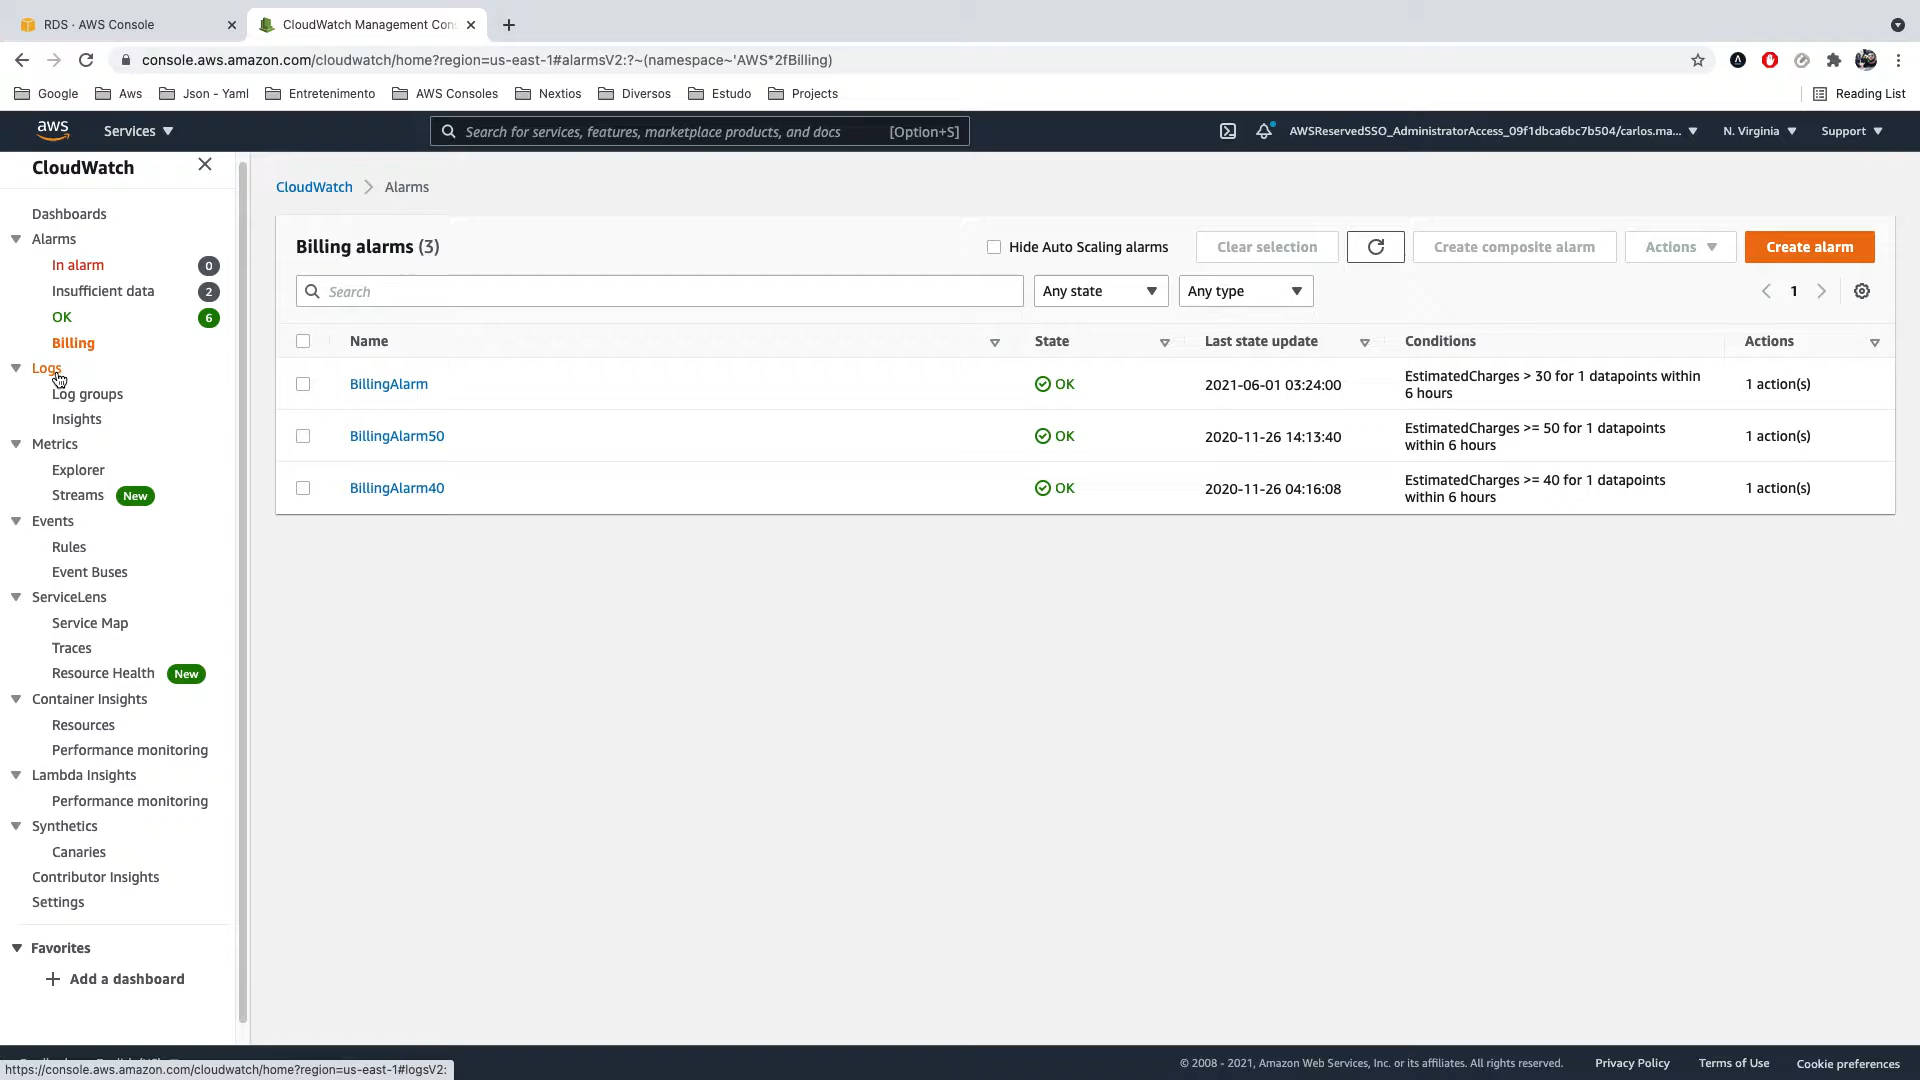 RDS · AWS Console
CloudWatch Management Con
console.aws.amazon.com/cloudwatch/home?region=us-east-1#alarmsV2:?~(namespace~'AWS*2fBilling)
Google
Aws
Json - Yaml
Entretenimento
AWS Consoles
Nextios
Diversos
Estudo
Projects
Reading List
aws
Services
Search for services, features, marketplace products, and docs
[Option+S]
AWSReservedSSO_AdministratorAccess_09f1dbca6bc7b504/carlos.ma...
N. Virginia
Support
CloudWatch
Dashboards
Alarms
In alarm 0
Insufficient data 2
OK 6
Billing
Logs
Log groups
Insights
Metrics
Explorer
Streams New
Events
Rules
Event Buses
ServiceLens
Service Map
Traces
Resource Health New
Container Insights
Resources
Performance monitoring
Lambda Insights
Performance monitoring
Synthetics
Canaries
Contributor Insights
Settings
Favorites
Add a dashboard
CloudWatch > Alarms
Billing alarms (3)
Hide Auto Scaling alarms
Clear selection
Create composite alarm
Actions
Create alarm
Search
Any state
Any type
1
Name State Last state update Conditions Actions
BillingAlarm OK 2021-06-01 03:24:00 EstimatedCharges > 30 for 1 datapoints within 1 action(s)
6 hours
BillingAlarm50 OK 2020-11-26 14:13:40 EstimatedCharges >= 50 for 1 datapoints 1 action(s)
within 6 hours
BillingAlarm40 OK 2020-11-26 04:16:08 EstimatedCharges >= 40 for 1 datapoints 1 action(s)
within 6 hours
© 2008 - 2021, Amazon Web Services, Inc. or its affiliates. All rights reserved.
Privacy Policy
Terms of Use
Cookie preferences
https://console.aws.amazon.com/cloudwatch/home?region=us-east-1#logsV2: